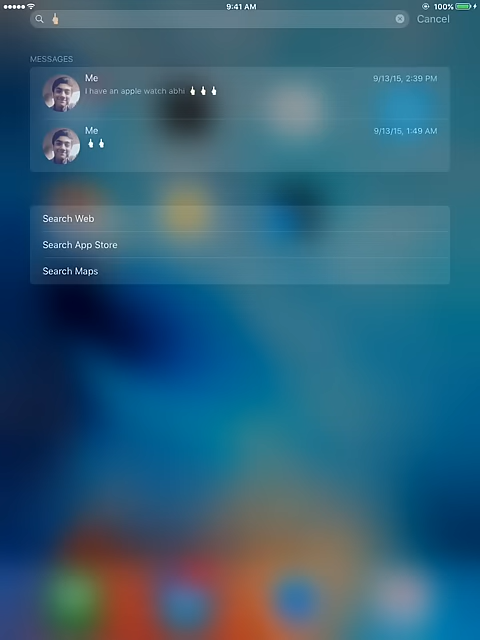 9:41 AM
100%
🖕🏻 Cancel
MESSAGES
Me 9/13/15, 2:39 PM
I have an apple watch abhi 🖕🏻🖕🏻🖕🏻
Me 9/13/15, 1:49 AM
🖕🏻🖕🏻
Search Web
Search App Store
Search Maps